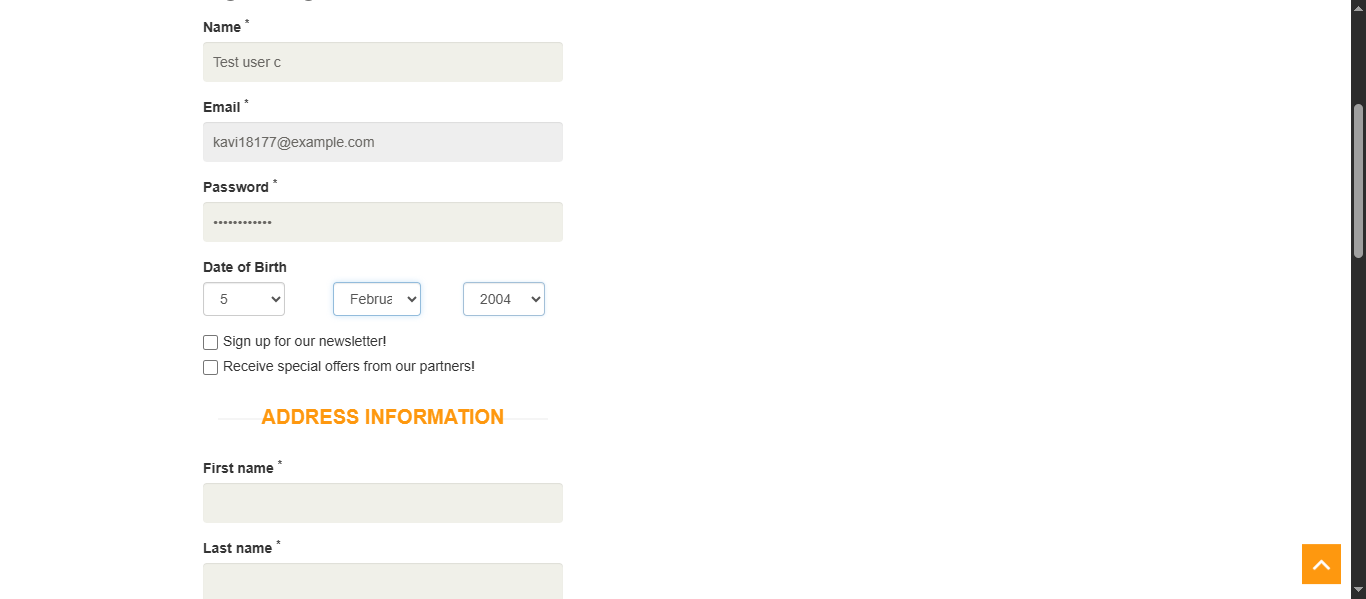 Name *
Test user c
Email *
kavi18177@example.com
Password *
••••••••••••
Date of Birth
5 Februa 2004
Sign up for our newsletter!
Receive special offers from our partners!
ADDRESS INFORMATION
First name *
Last name *